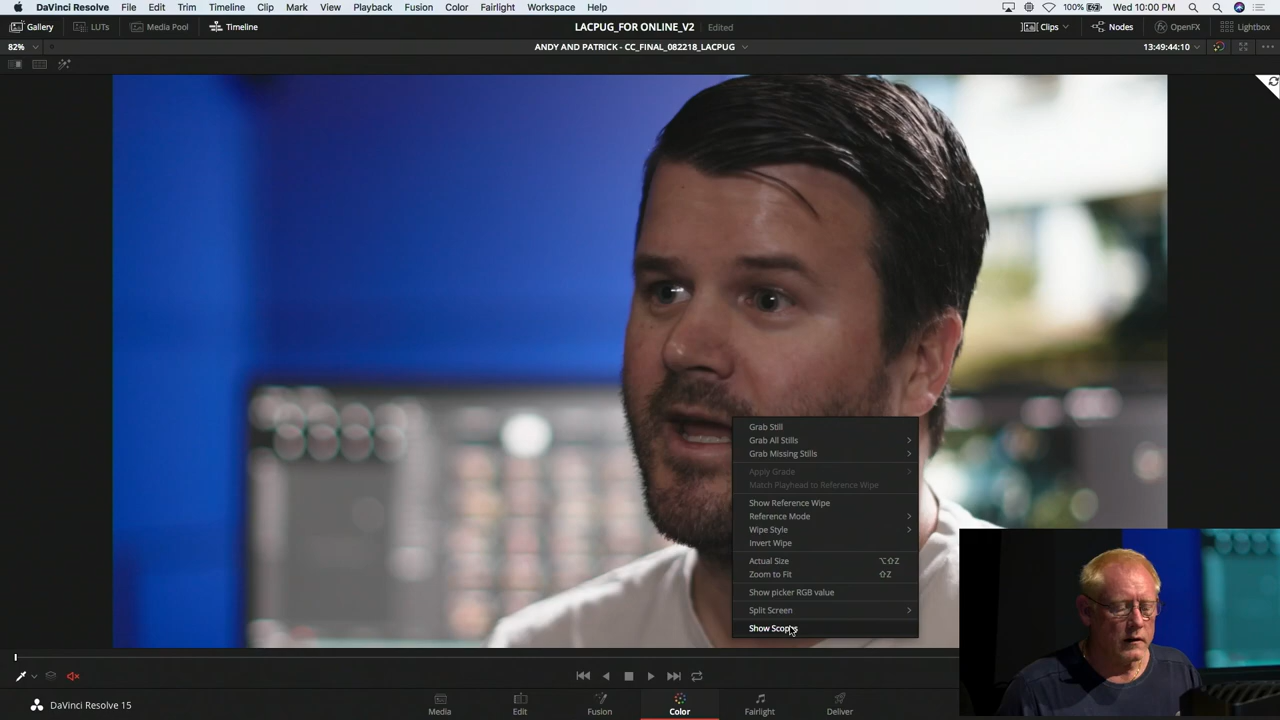 DaVinci Resolve File Edit Trim Timeline Clip Mark View Playback Fusion Color Fairlight Workspace Help 100% Wed 10:00 PM
Gallery LUTs Media Pool Timeline LACPUG_FOR ONLINE_V2 Edited Clips Nodes OpenFX Lightbox
82% ANDY AND PATRICK - CC_FINAL_082218_LACPUG 13:49:44:10
Grab Still
Grab All Stills
Grab Missing Stills
Apply Grade
Match Playhead to Reference Wipe
Show Reference Wipe
Reference Mode
Wipe Style
Invert Wipe
Actual Size ⌥⇧Z
Zoom to Fit ⇧Z
Show picker RGB value
Split Screen
Show Scopes
DaVinci Resolve 15 Media Edit Fusion Color Fairlight Deliver